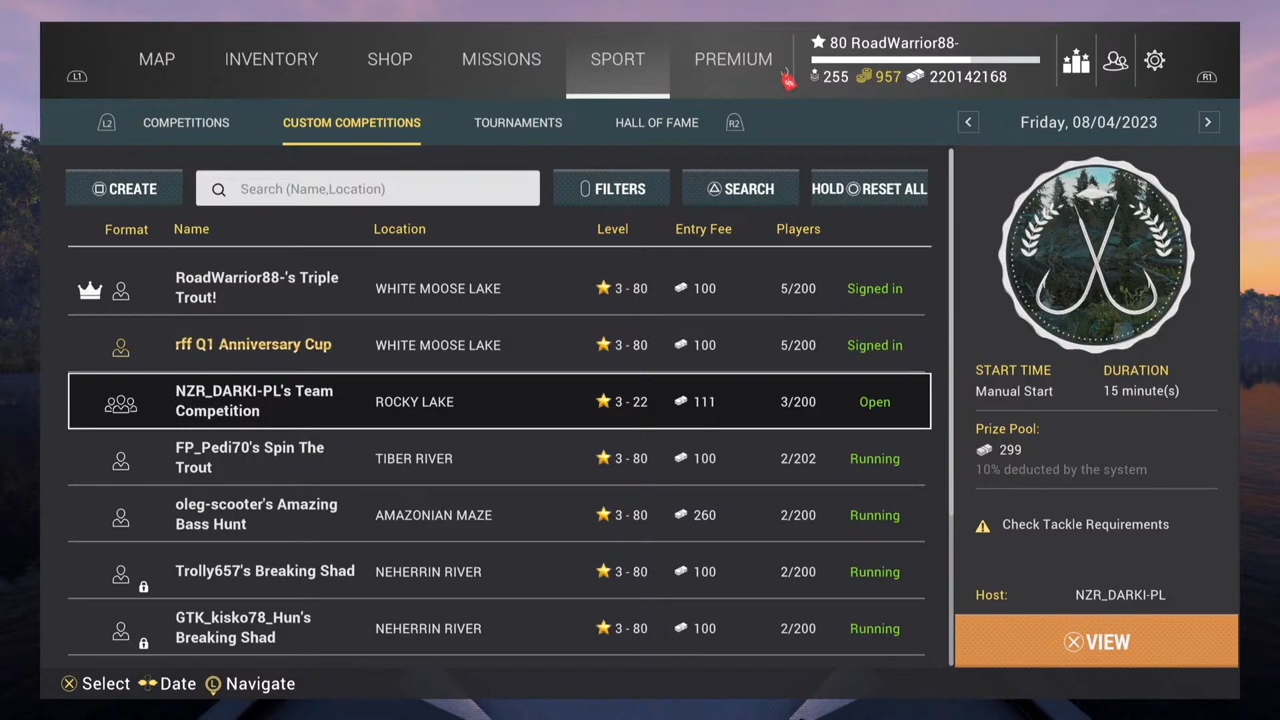 MAP INVENTORY SHOP MISSIONS SPORT PREMIUM
80 RoadWarrior88-
255 957 220142168
L1 R1
L2 COMPETITIONS CUSTOM COMPETITIONS TOURNAMENTS HALL OF FAME R2
Friday, 08/04/2023
CREATE Search (Name,Location) FILTERS SEARCH HOLD RESET ALL
Format Name Location Level Entry Fee Players
RoadWarrior88-'s Triple
Trout!
WHITE MOOSE LAKE 3 - 80 100 5/200 Signed in
rff Q1 Anniversary Cup WHITE MOOSE LAKE 3 - 80 100 5/200 Signed in
NZR_DARKI-PL's Team
Competition
ROCKY LAKE 3 - 22 111 3/200 Open
FP_Pedi70's Spin The
Trout
TIBER RIVER 3 - 80 100 2/202 Running
oleg-scooter's Amazing
Bass Hunt
AMAZONIAN MAZE 3 - 80 260 2/200 Running
Trolly657's Breaking Shad NEHERRIN RIVER 3 - 80 100 2/200 Running
GTK_kisko78_Hun's
Breaking Shad
NEHERRIN RIVER 3 - 80 100 2/200 Running
START TIME DURATION
Manual Start 15 minute(s)
Prize Pool:
299
10% deducted by the system
Check Tackle Requirements
Host: NZR_DARKI-PL
VIEW
Select Date L Navigate